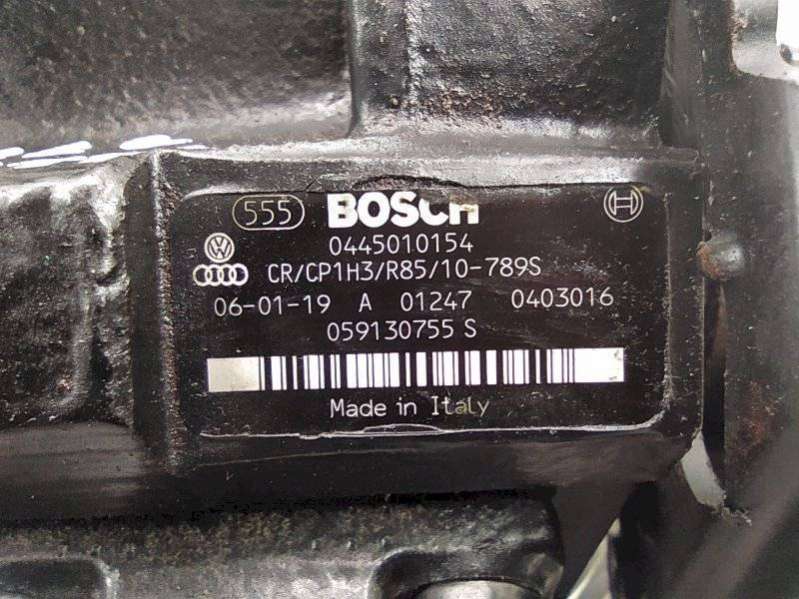 555 BOSCH
0445010154
CR/CP1H3/R85/10-789S
06-01-19 A 01247 0403016
059130755 S
Made in Italy